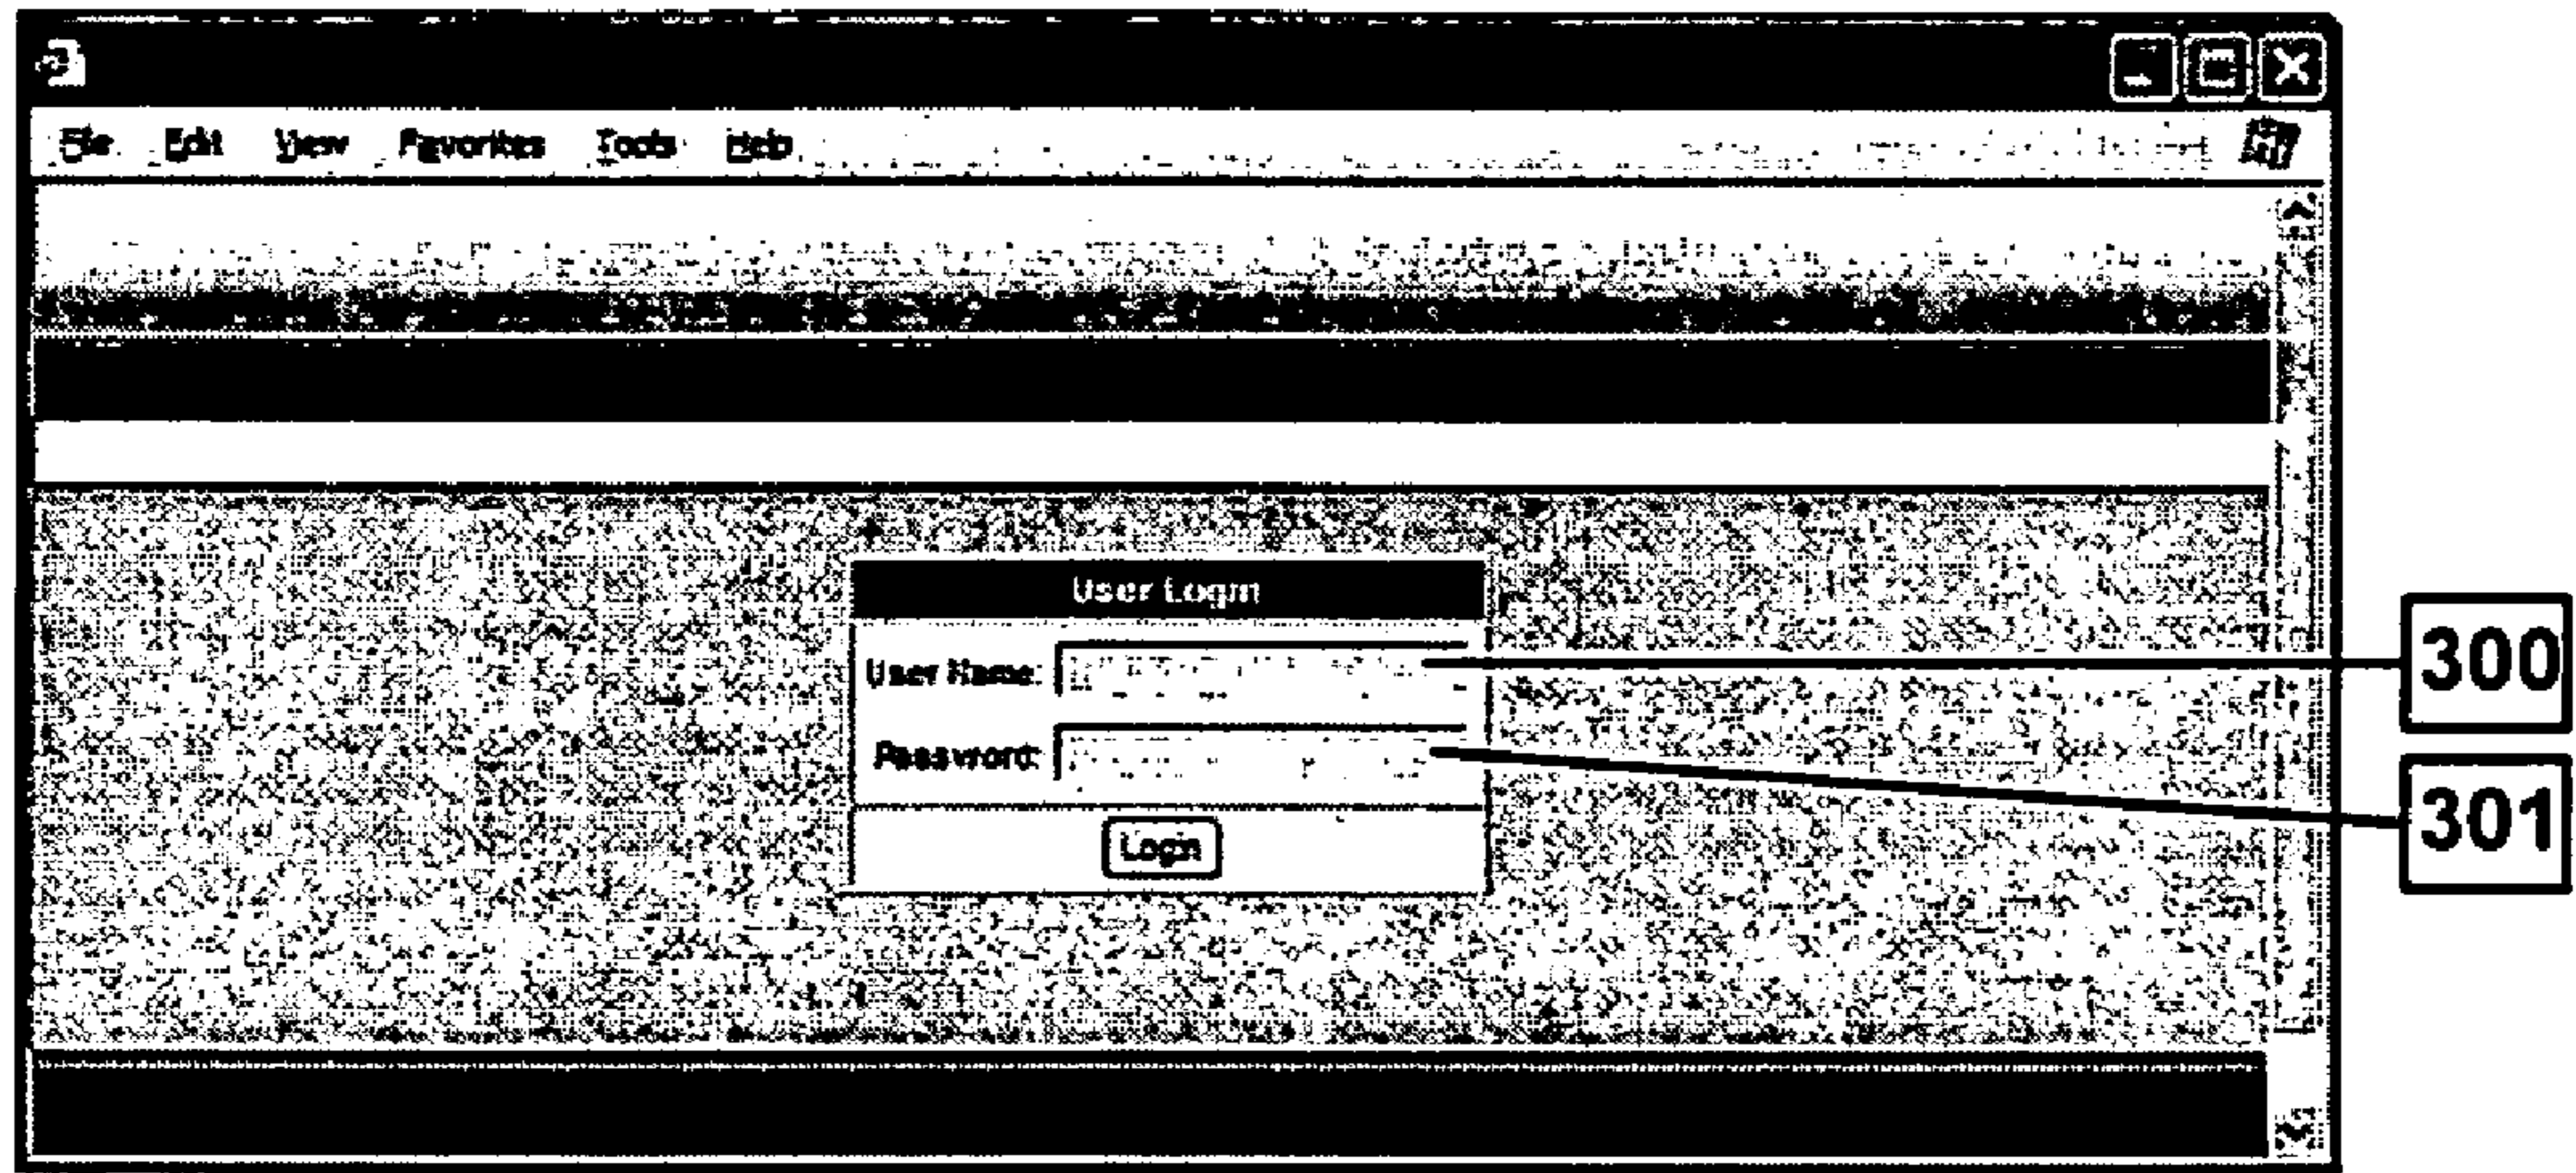 File Edit View Favorites Tools Help
User Login
User Name:
300
Password:
301
Login